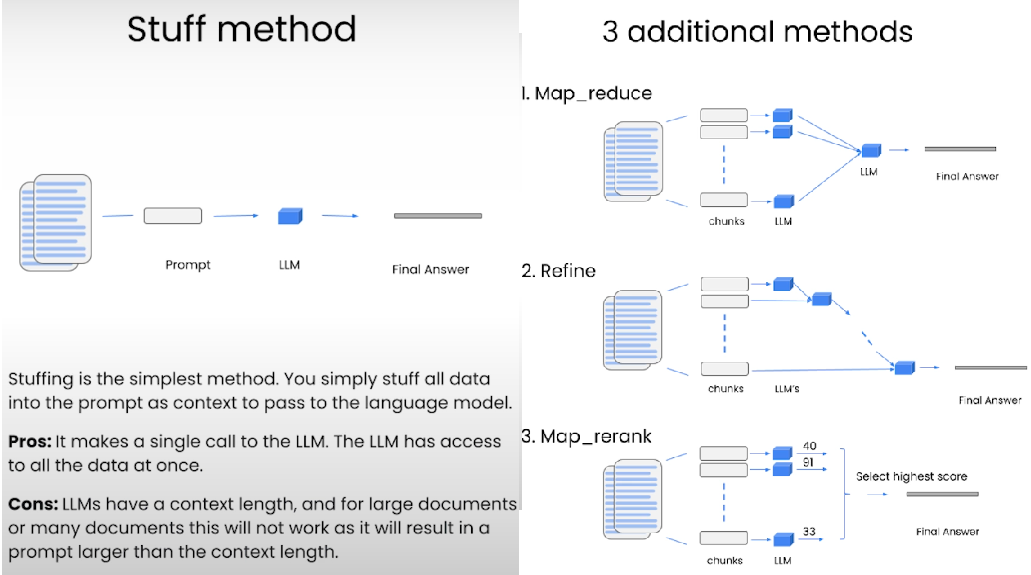 Stuff method
Prompt
LLM
Final Answer
Stuffing is the simplest method. You simply stuff all data
into the prompt as context to pass to the language model.
Pros: It makes a single call to the LLM. The LLM has access
to all the data at once.
Cons: LLMs have a context length, and for large documents
or many documents this will not work as it will result in a
prompt larger than the context length.
3 additional methods
1. Map_reduce
chunks
LLM
LLM
Final Answer
2. Refine
chunks
LLM's
Final Answer
3. Map_rerank
40
91
33
chunks
LLM
Select highest score
Final Answer